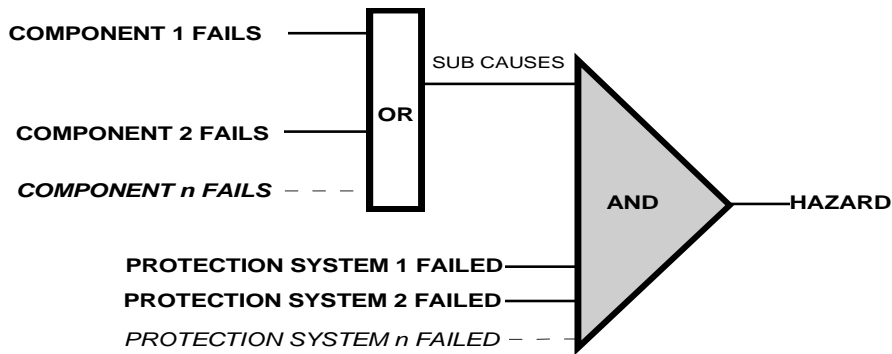 COMPONENT 1 FAILS
SUB CAUSES
OR
COMPONENT 2 FAILS
COMPONENT n FAILS
AND
HAZARD
PROTECTION SYSTEM 1 FAILED
PROTECTION SYSTEM 2 FAILED
PROTECTION SYSTEM n FAILED